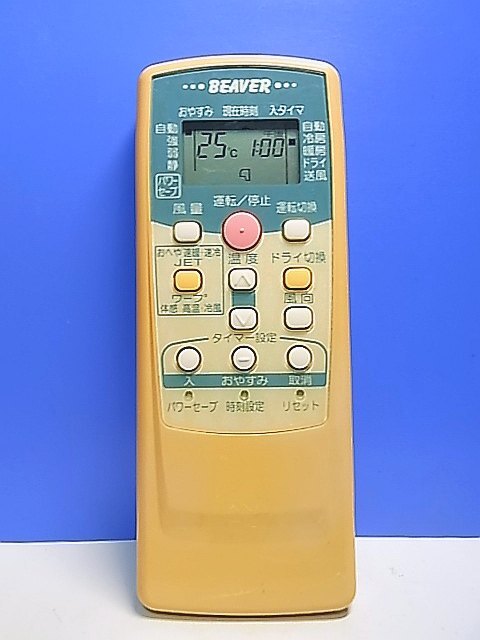 BEAVER
おやすみ 現在時刻 入タイマ
自動
強
弱
静
パワーセーブ
25℃ 1:00
自動
冷房
暖房
ドライ
送風
運転/停止
風量
運転切換
おへや速暖・速冷
JET
温度
ドライ切換
ワープ
体感 高温・冷風
風向
タイマー設定
入 おやすみ 取消
パワーセーブ 時刻設定 リセット